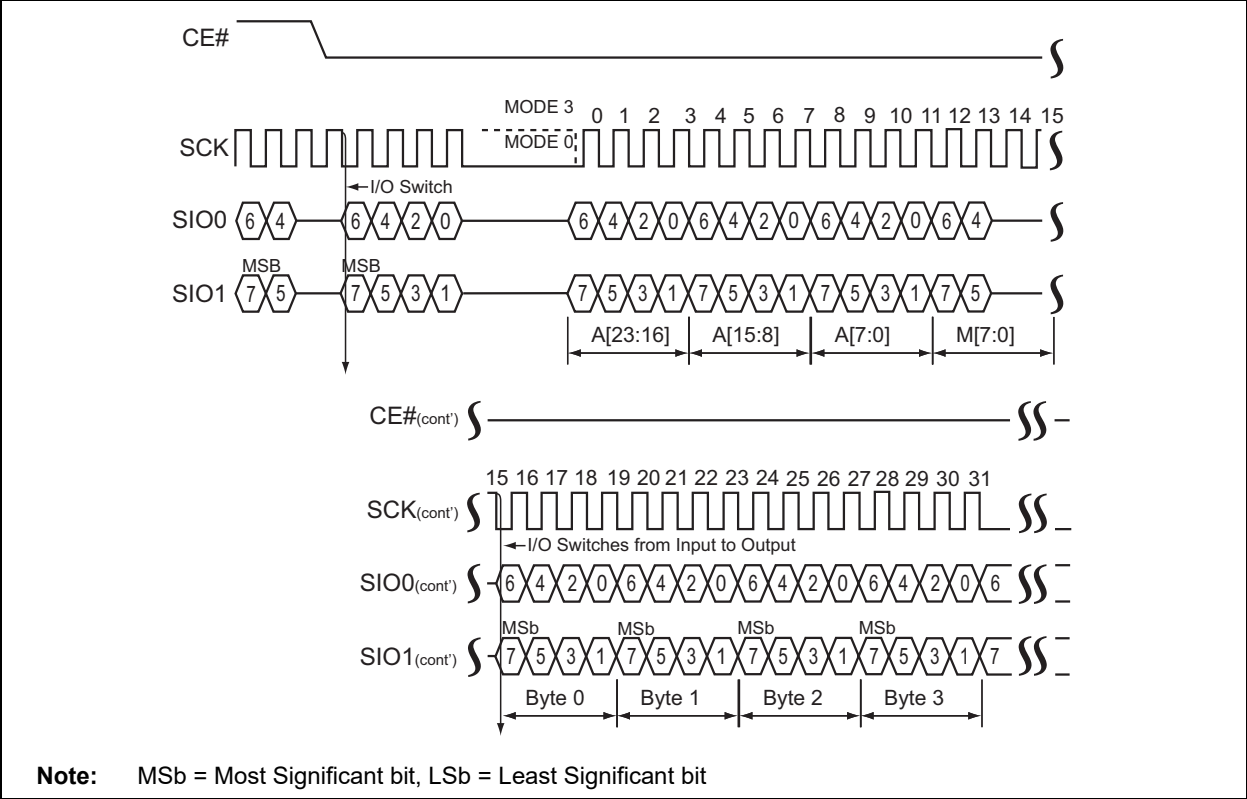 CE#
MODE 3
0 1 2 3 4 5 6 7 8 9 10 11 12 13 14 15
SCK
MODE 0
I/O Switch
SIO0 6 4 6 4 2 0 6 4 2 0 6 4 2 0 6 4 2 0 6 4
MSB MSB
SIO1 7 5 7 5 3 1 7 5 3 1 7 5 3 1 7 5 3 1 7 5
A[23:16] A[15:8] A[7:0] M[7:0]
CE#(cont')
15 16 17 18 19 20 21 22 23 24 25 26 27 28 29 30 31
SCK(cont')
I/O Switches from Input to Output
SIO0(cont') 6 4 2 0 6 4 2 0 6 4 2 0 6 4 2 0 6
MSb MSb MSb MSb
SIO1(cont') 7 5 3 1 7 5 3 1 7 5 3 1 7 5 3 1 7
Byte 0 Byte 1 Byte 2 Byte 3
Note: MSb = Most Significant bit, LSb = Least Significant bit